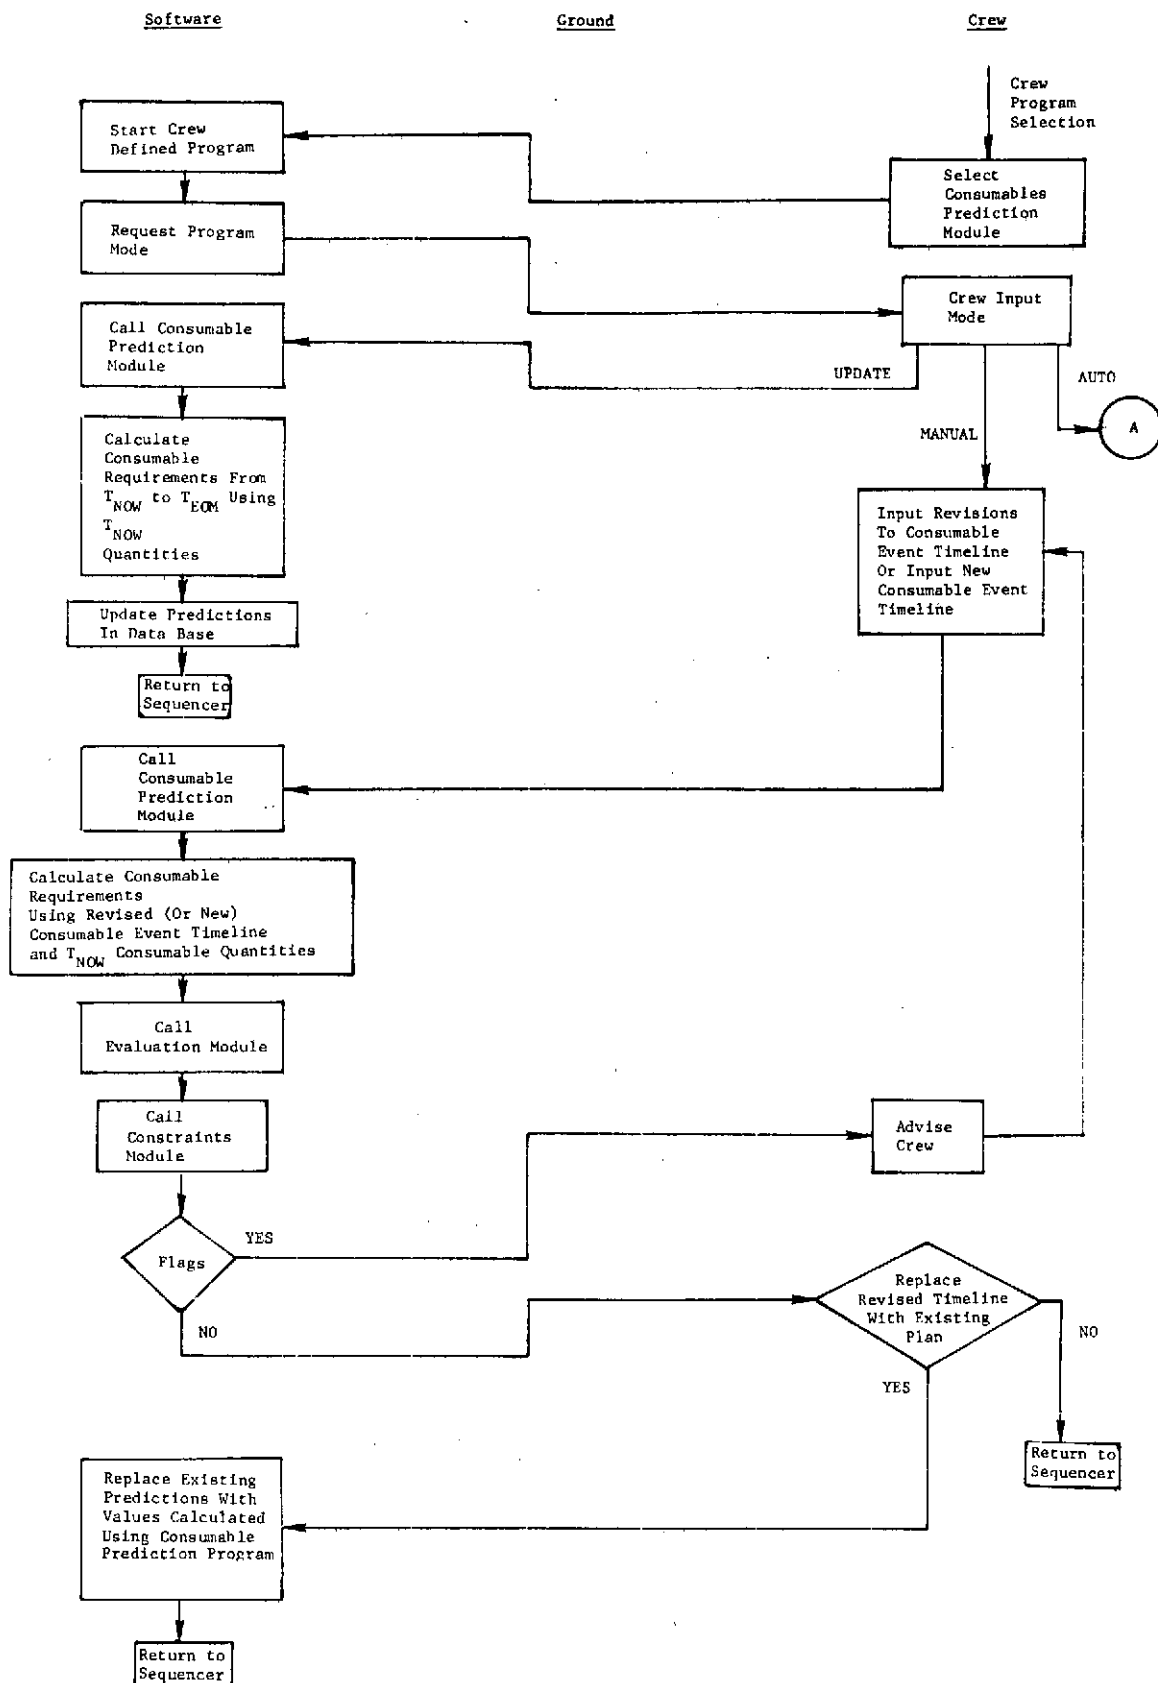 Software
Ground
Crew
Crew
Program
Selection
Start Crew
Defined Program
Select
Consumables
Prediction
Module
Request Program
Mode
Crew Input
Mode
Call Consumable
Prediction
Module
UPDATE
AUTO
A
MANUAL
Calculate
Consumable
Requirements From
T_NOW to T_EOM Using
T_NOW
Quantities
Input Revisions
To Consumable
Event Timeline
Or Input New
Consumable Event
Timeline
Update Predictions
In Data Base
Return to
Sequencer
Call
Consumable
Prediction
Module
Calculate Consumable
Requirements
Using Revised (Or New)
Consumable Event Timeline
and T_NOW Consumable Quantities
Call
Evaluation Module
Call
Constraints
Module
Advise
Crew
Flags
YES
NO
Replace
Revised Timeline
With Existing
Plan
NO
YES
Return to
Sequencer
Replace Existing
Predictions With
Values Calculated
Using Consumable
Prediction Program
Return to
Sequencer